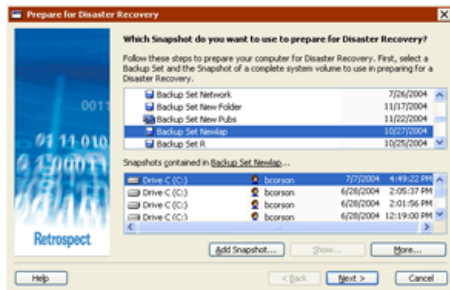 Prepare for Disaster Recovery
Which Snapshot do you want to use to prepare for Disaster Recovery?
Follow these steps to prepare your computer for Disaster Recovery. First, select a
Backup Set and the Snapshot of a complete system volume to use in preparing for a
Disaster Recovery.
Backup Set Network 7/26/2004
Backup Set New Folder 11/17/2004
Backup Set New Pubs 11/22/2004
Backup Set Newlap 10/27/2004
Backup Set R 10/25/2004
Snapshots contained in Backup Set Newlap...
Drive C (C:) bcorson 7/7/2004 4:49:22 PM
Drive C (C:) bcorson 6/28/2004 2:05:37 PM
Drive C (C:) bcorson 6/28/2004 2:01:56 PM
Drive C (C:) bcorson 6/28/2004 12:19:00 PM
Retrospect
Add Snapshot... Show... More...
Help < Back Next > Cancel